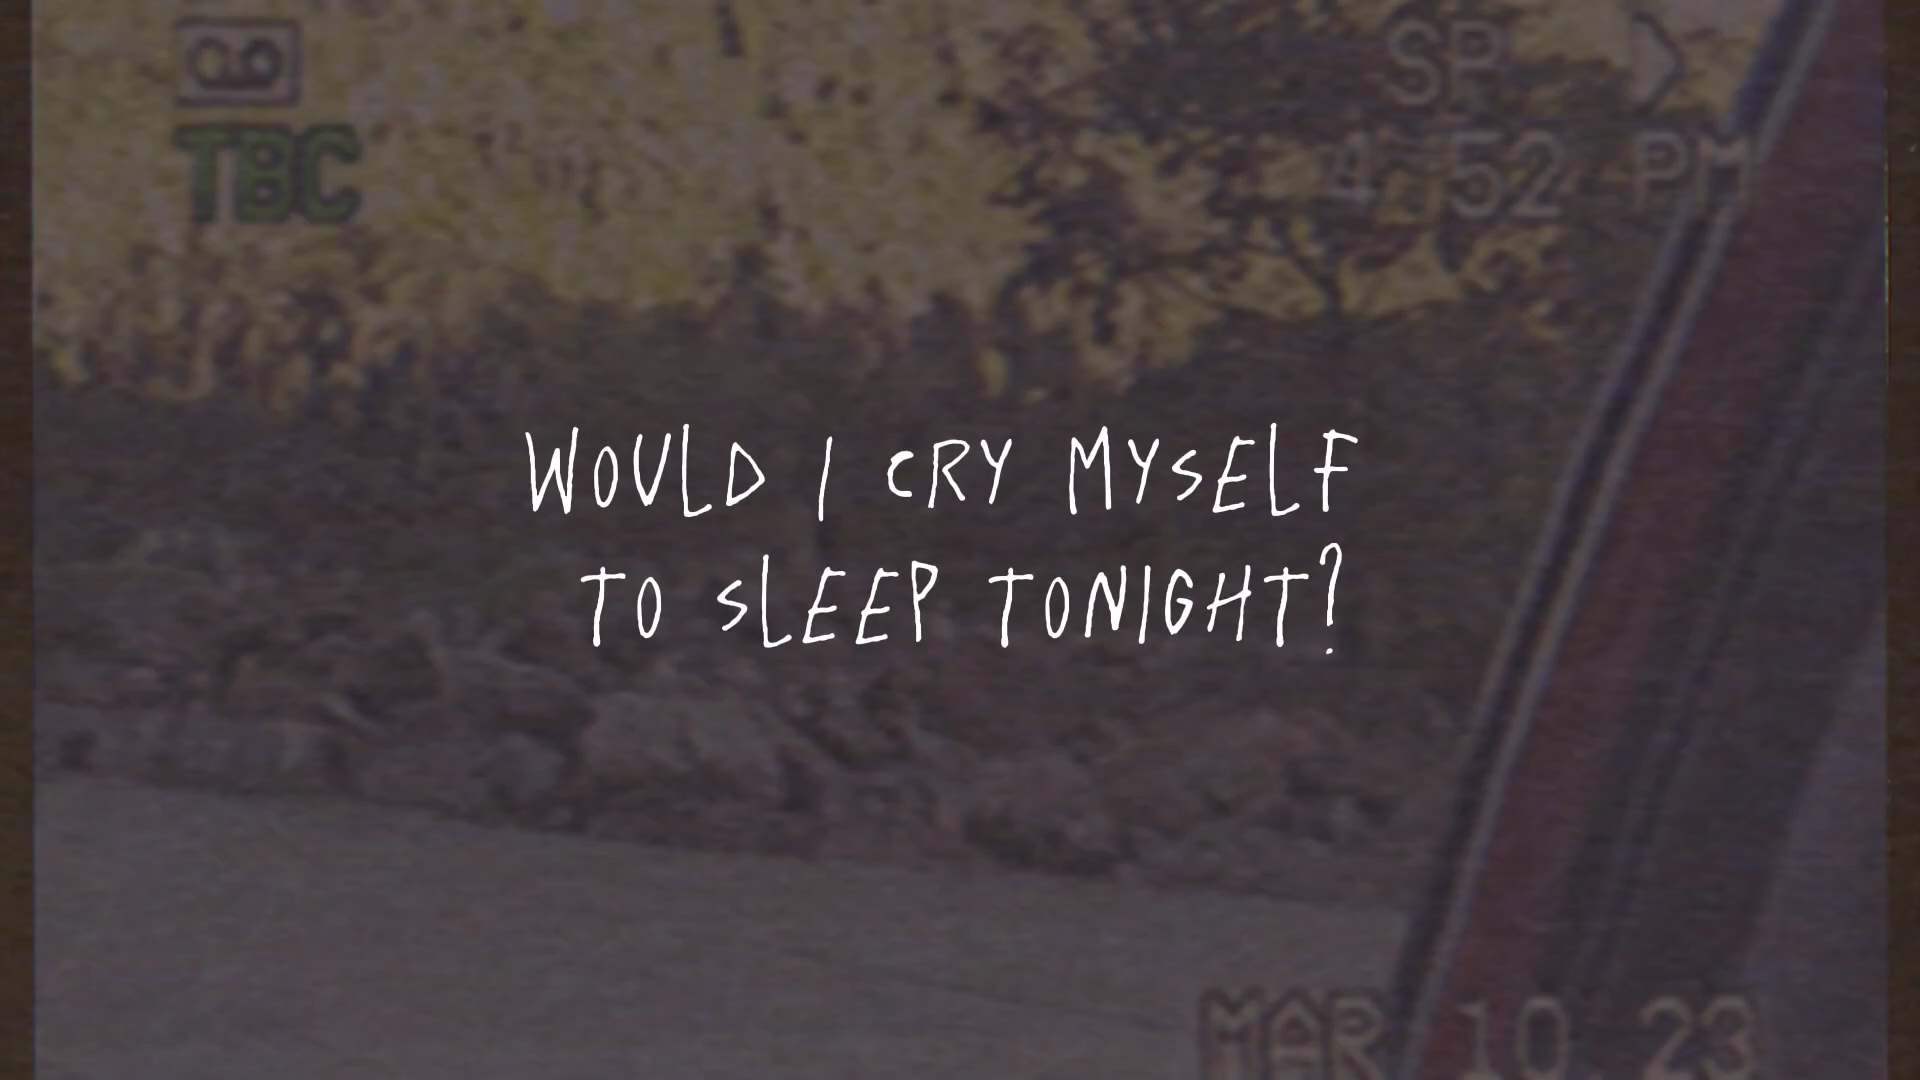 SP
TBC
4:52 PM
WOULD I CRY MYSELF
TO SLEEP TONIGHT?
MAR 10 23